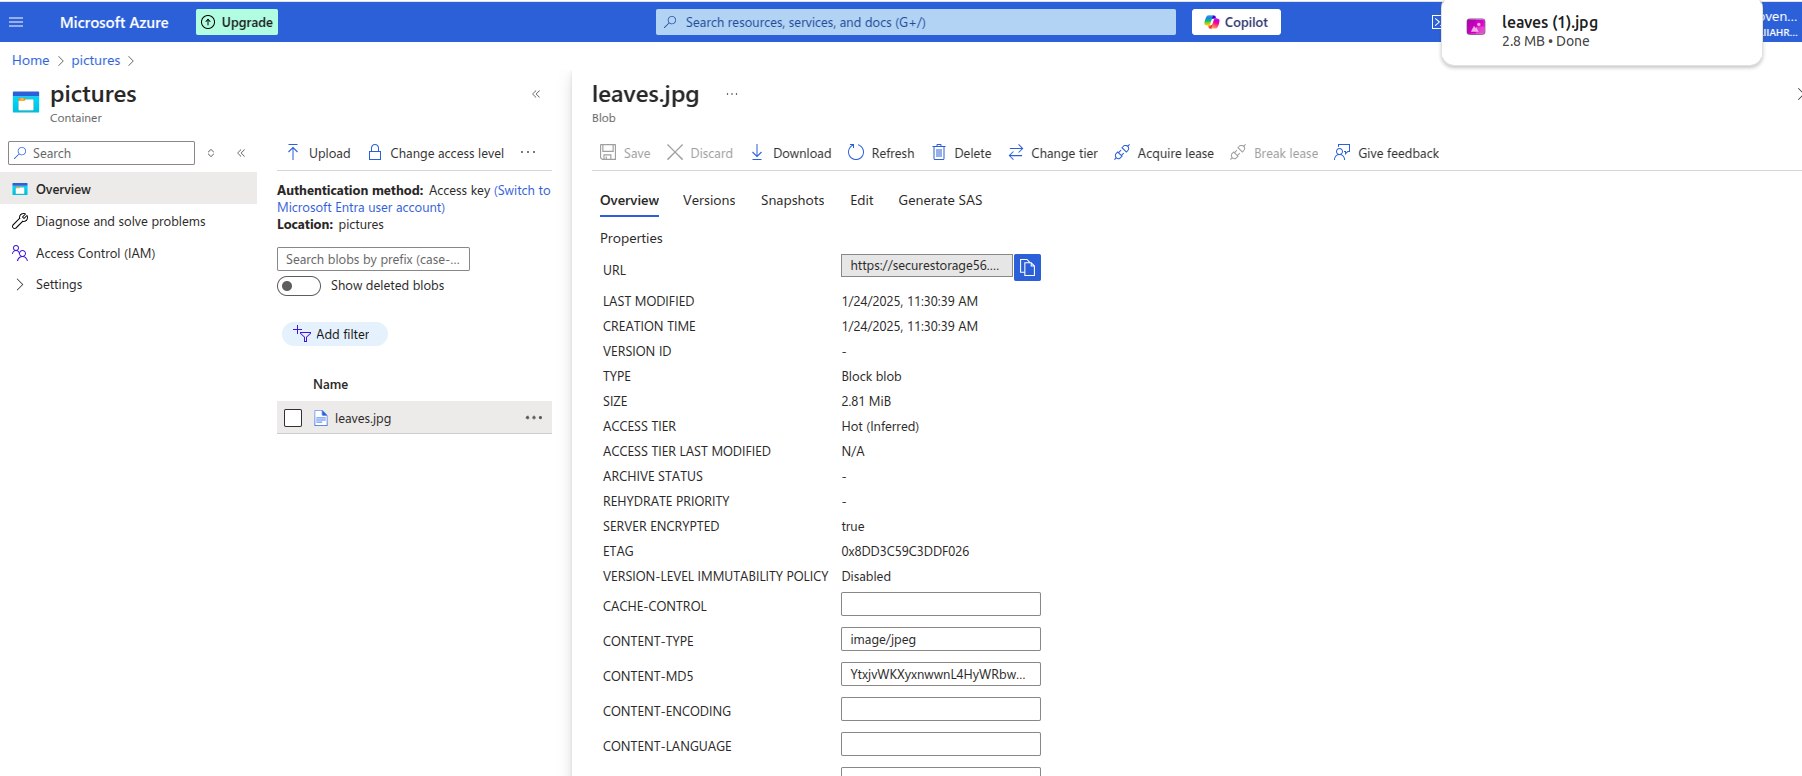 Microsoft Azure
Upgrade
Search resources, services, and docs (G+/)
Copilot
leaves (1).jpg
2.8 MB • Done
Home > pictures >
pictures
Container
Search
Overview
Diagnose and solve problems
Access Control (IAM)
Settings
Upload
Change access level
Authentication method: Access key (Switch to
Microsoft Entra user account)
Location: pictures
Search blobs by prefix (case-...
Show deleted blobs
Add filter
Name
leaves.jpg
leaves.jpg
Blob
Save Discard Download Refresh Delete Change tier Acquire lease Break lease Give feedback
Overview Versions Snapshots Edit Generate SAS
Properties
URL https://securestorage56....
LAST MODIFIED 1/24/2025, 11:30:39 AM
CREATION TIME 1/24/2025, 11:30:39 AM
VERSION ID -
TYPE Block blob
SIZE 2.81 MiB
ACCESS TIER Hot (Inferred)
ACCESS TIER LAST MODIFIED N/A
ARCHIVE STATUS -
REHYDRATE PRIORITY -
SERVER ENCRYPTED true
ETAG 0x8DD3C59C3DDF026
VERSION-LEVEL IMMUTABILITY POLICY Disabled
CACHE-CONTROL
CONTENT-TYPE image/jpeg
CONTENT-MD5 YtxjvWKXyxnwwnL4HyWRbw...
CONTENT-ENCODING
CONTENT-LANGUAGE